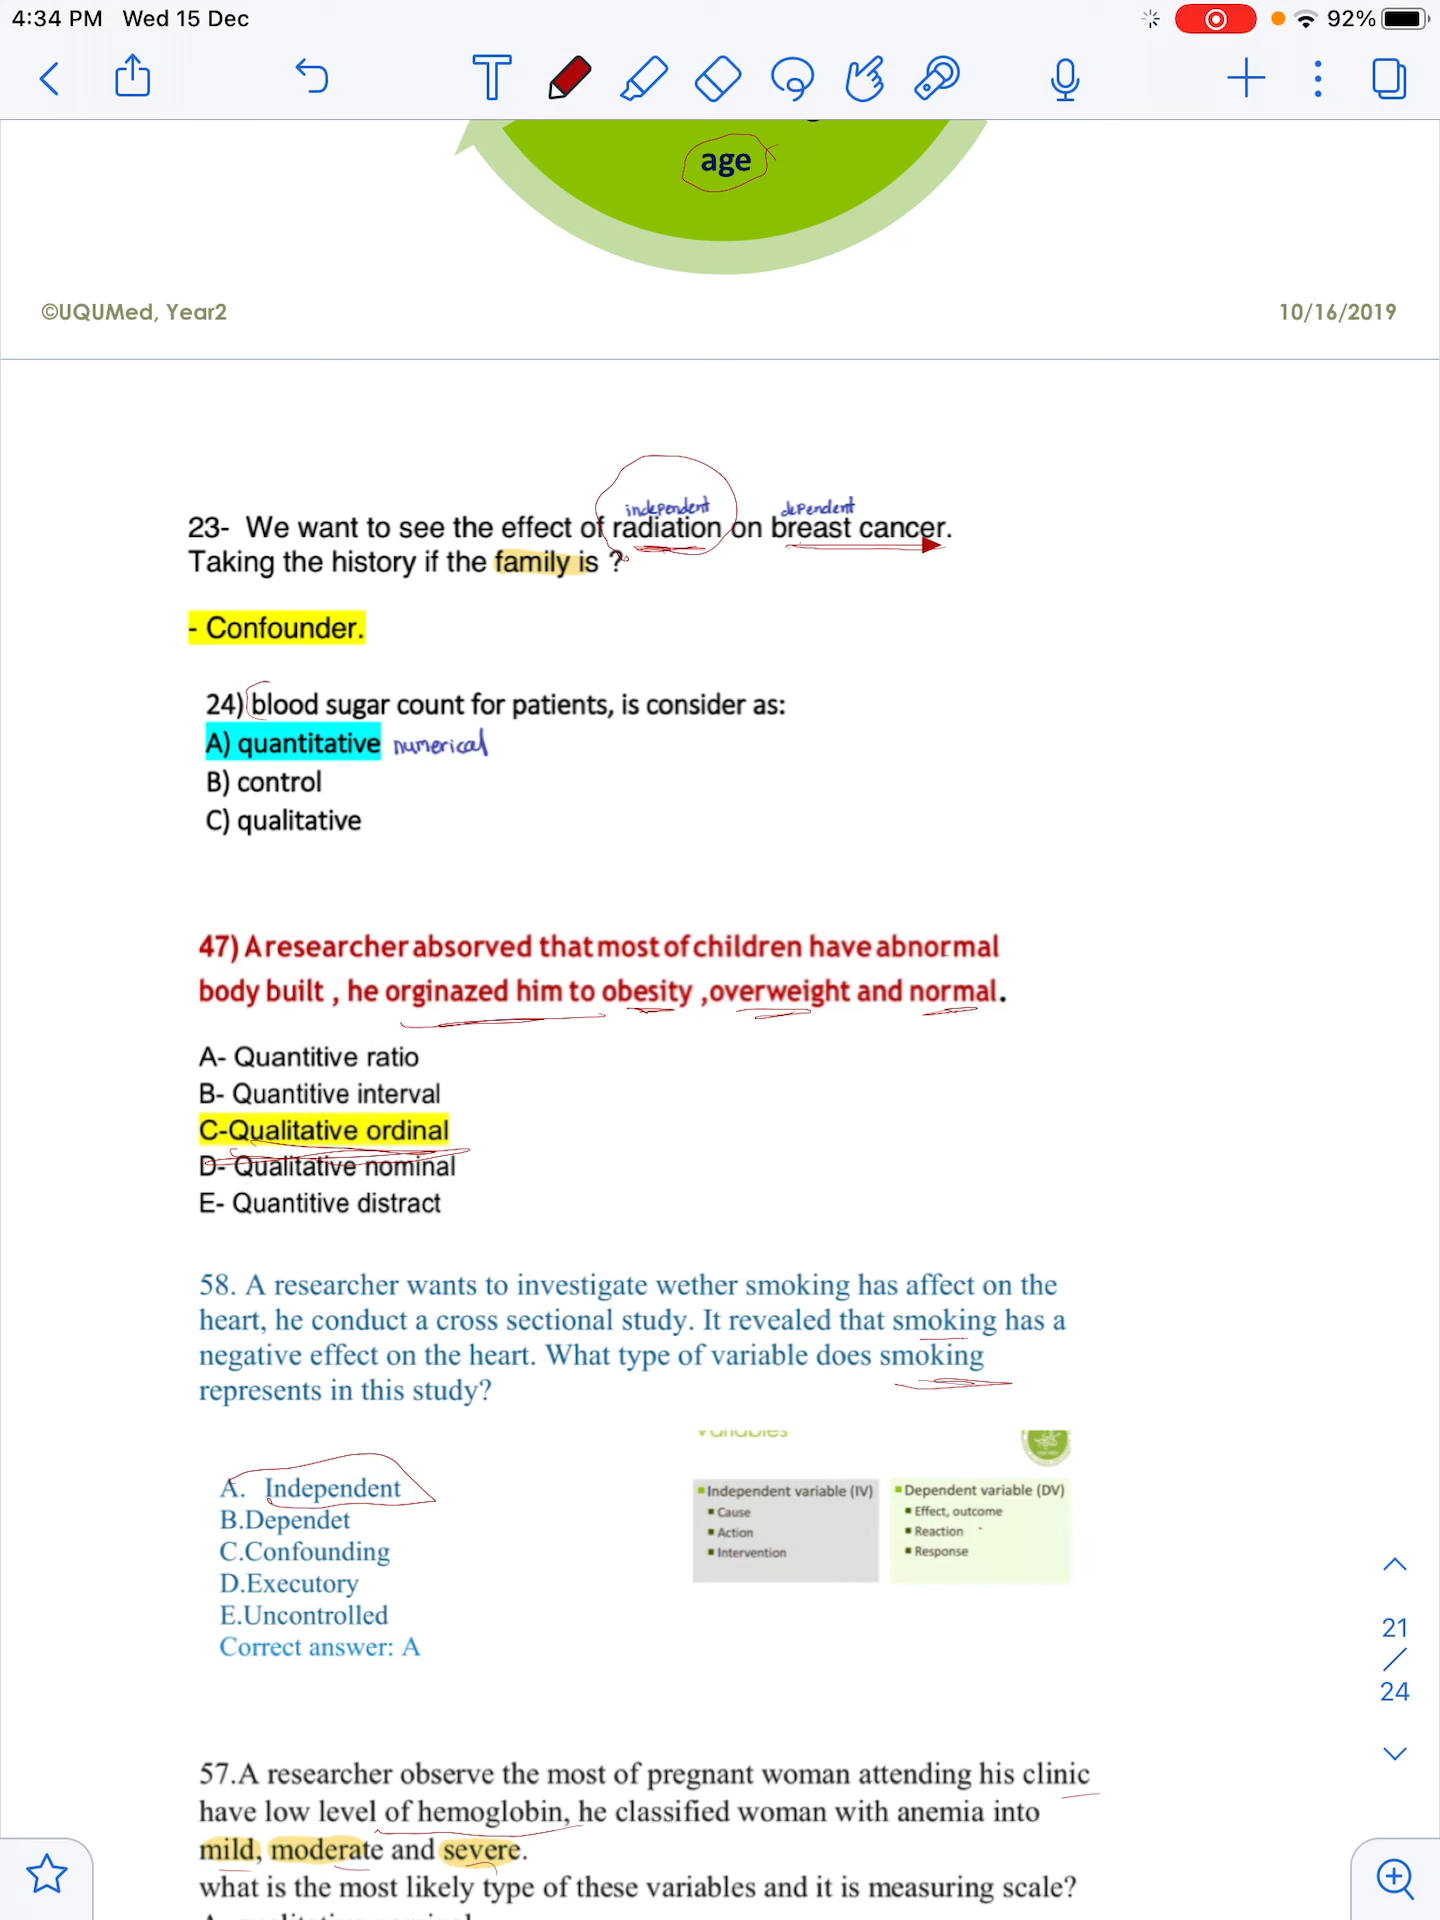 4:34 PM Wed 15 Dec
92%
T
age
©UQUMed, Year2
10/16/2019
independent
dependent
23- We want to see the effect of radiation on breast cancer.
Taking the history if the family is ?
- Confounder.
24) blood sugar count for patients, is consider as:
A) quantitative numerical
B) control
C) qualitative
47) A researcher absorved that most of children have abnormal
body built , he orginazed him to obesity ,overweight and normal.
A- Quantitive ratio
B- Quantitive interval
C-Qualitative ordinal
D- Qualitative nominal
E- Quantitive distract
58. A researcher wants to investigate wether smoking has affect on the
heart, he conduct a cross sectional study. It revealed that smoking has a
negative effect on the heart. What type of variable does smoking
represents in this study?
A. Independent
B.Dependet
C.Confounding
D.Executory
E.Uncontrolled
Correct answer: A
Variables
Independent variable (IV)
Cause
Action
Intervention
Dependent variable (DV)
Effect, outcome
Reaction
Response
21
/
24
57.A researcher observe the most of pregnant woman attending his clinic
have low level of hemoglobin, he classified woman with anemia into
mild, moderate and severe.
what is the most likely type of these variables and it is measuring scale?